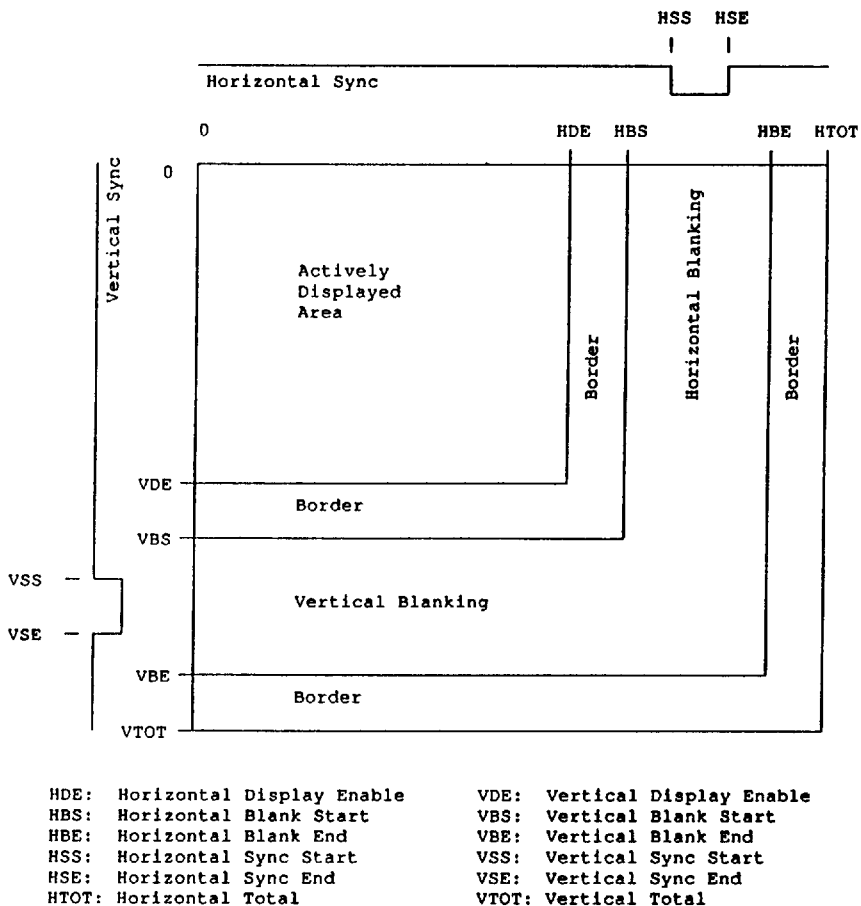 HSS HSE
Horizontal Sync
0 HDE HBS HBE HTOT
0
Vertical Sync
Actively
Displayed
Area
Border
Horizontal Blanking
Border
VDE
Border
VBS
VSS
Vertical Blanking
VSE
VBE
Border
VTOT
HDE: Horizontal Display Enable
HBS: Horizontal Blank Start
HBE: Horizontal Blank End
HSS: Horizontal Sync Start
HSE: Horizontal Sync End
HTOT: Horizontal Total
VDE: Vertical Display Enable
VBS: Vertical Blank Start
VBE: Vertical Blank End
VSS: Vertical Sync Start
VSE: Vertical Sync End
VTOT: Vertical Total